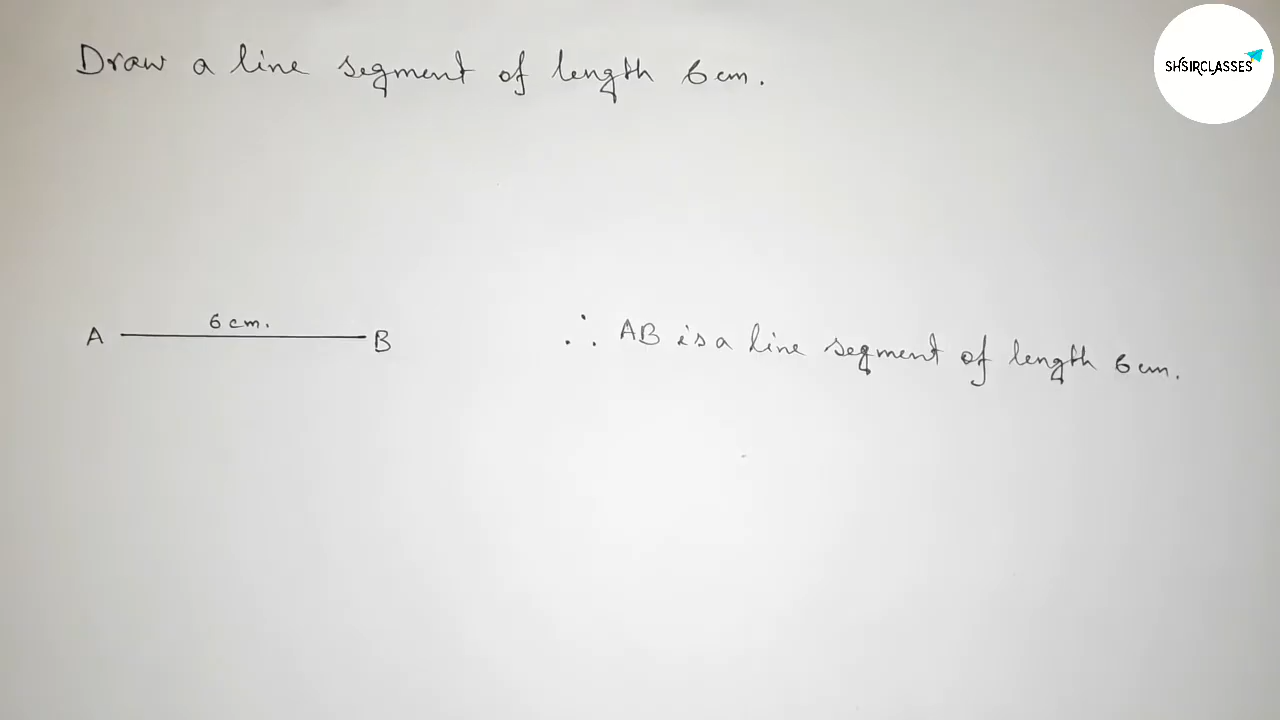 Draw a line segment of length 6 cm.
SHSIRCLASSES
6 cm.
A B
∴ AB is a line segment of length 6 cm.